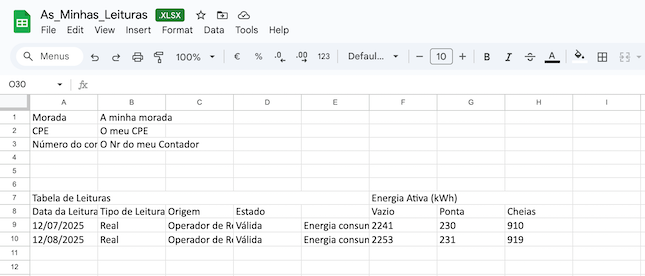 As_Minhas_Leituras .XLSX
File Edit View Insert Format Data Tools Help
Menus 100% € % .0 .00 123 Defaul... - 10 + B I S A
O30 fx
A B C D E F G H I
1 Morada A minha morada
2 CPE O meu CPE
3 Número do con O Nr do meu Contador
4
5
6
7 Tabela de Leituras Energia Ativa (kWh)
8 Data da Leitura Tipo de Leitura Origem Estado Vazio Ponta Cheias
9 12/07/2025 Real Operador de Re Válida Energia consum 2241 230 910
10 12/08/2025 Real Operador de Re Válida Energia consum 2253 231 919
11
12